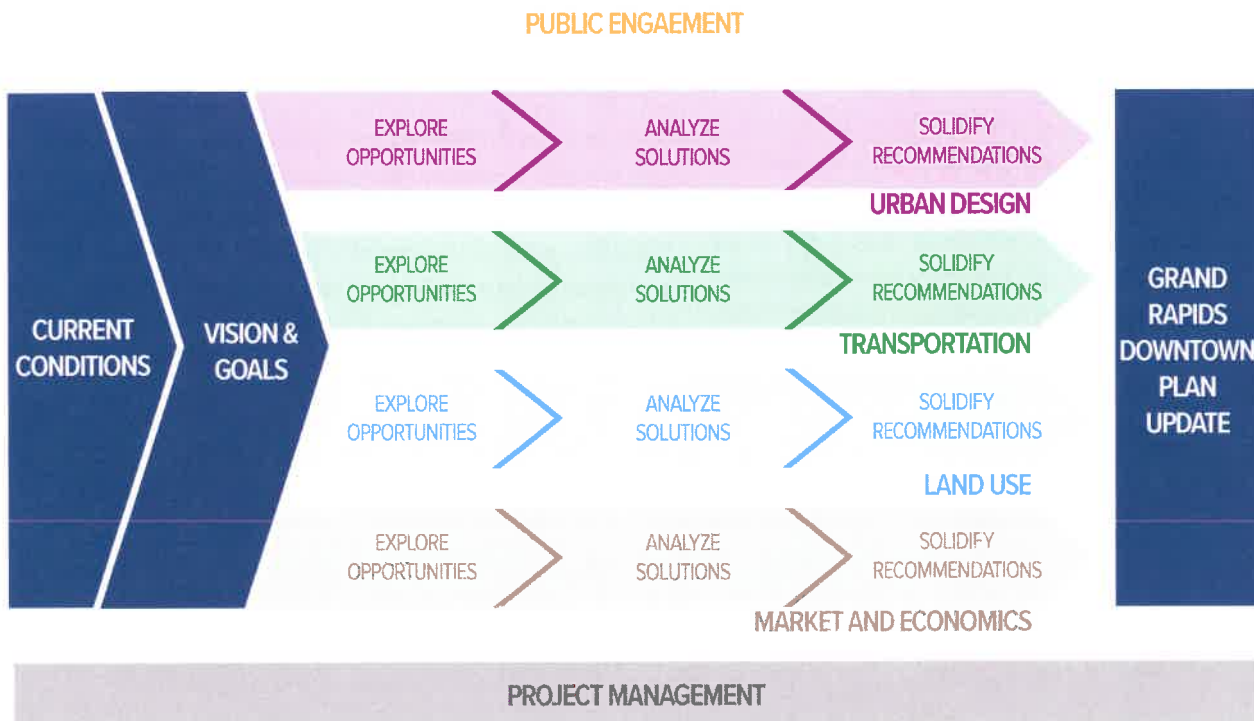 PUBLIC ENGAEMENT
CURRENT
CONDITIONS
VISION &
GOALS
EXPLORE
OPPORTUNITIES
ANALYZE
SOLUTIONS
SOLIDIFY
RECOMMENDATIONS
URBAN DESIGN
EXPLORE
OPPORTUNITIES
ANALYZE
SOLUTIONS
SOLIDIFY
RECOMMENDATIONS
TRANSPORTATION
EXPLORE
OPPORTUNITIES
ANALYZE
SOLUTIONS
SOLIDIFY
RECOMMENDATIONS
LAND USE
EXPLORE
OPPORTUNITIES
ANALYZE
SOLUTIONS
SOLIDIFY
RECOMMENDATIONS
MARKET AND ECONOMICS
GRAND
RAPIDS
DOWNTOWN
PLAN
UPDATE
PROJECT MANAGEMENT